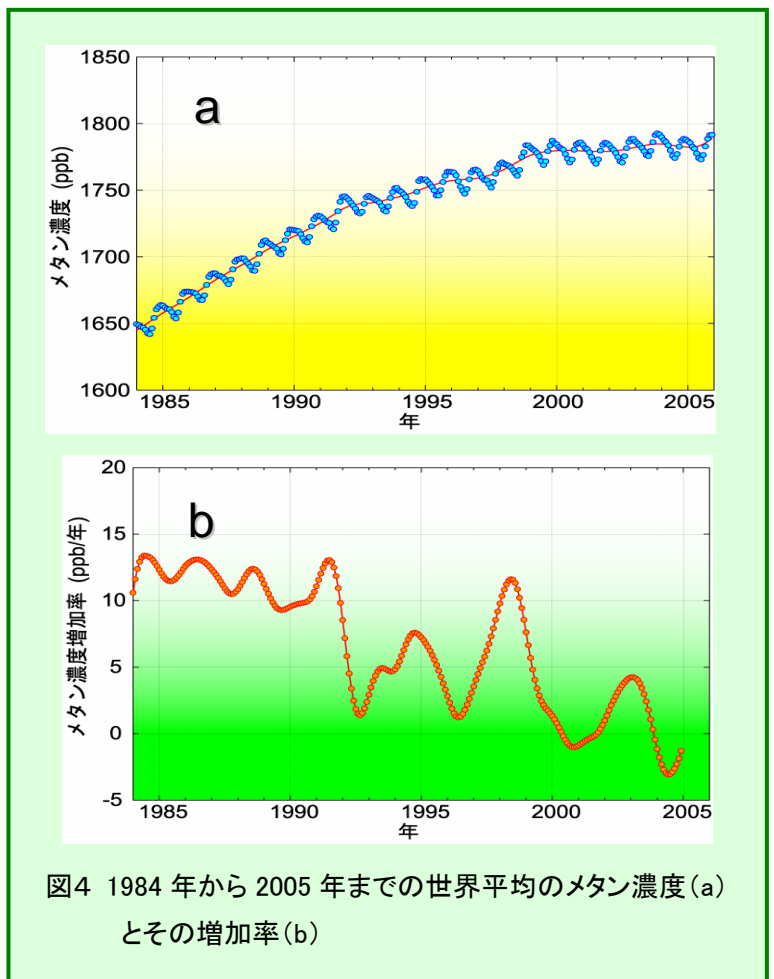 1850
1800
1750
1700
1650
1600
a
メタン濃度 (ppb)
1985 1990 1995 2000 2005
年
20
15
10
5
0
-5
b
メタン濃度増加率 (ppb/年)
1985 1990 1995 2000 2005
年
図4 1984 年から 2005 年までの世界平均のメタン濃度(a)
とその増加率(b)